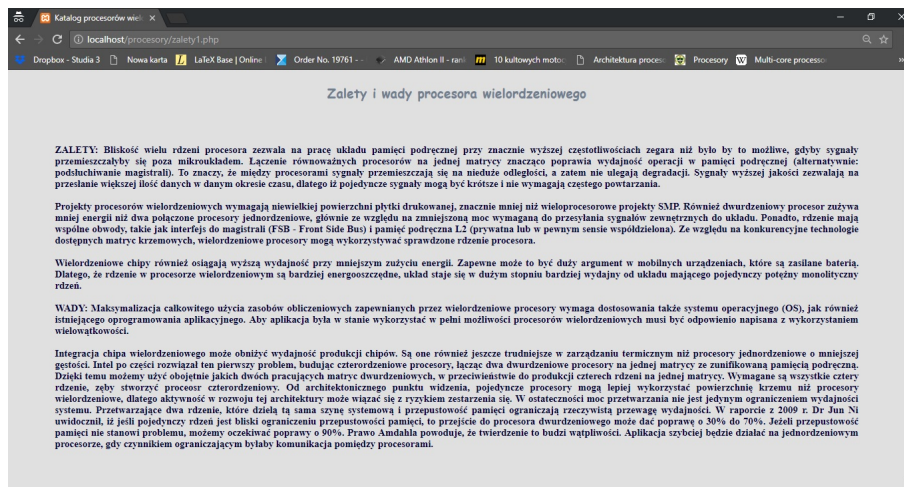 Katalog procesorów wiel
localhost/procesory/zalety1.php
Dropbox - Studia 3 Nowa karta LaTeX Base | Online Order No. 19761 - AMD Athlon II - rank 10 kultowych moto Architektura proceso Procesory Multi-core processo »
Zalety i wady procesora wielordzeniowego
ZALETY: Bliskość wielu rdzeni procesora zezwala na pracę układu pamięci podręcznej przy znacznie wyższej częstotliwościach zegara niż było by to możliwe, gdyby sygnały
przemieszczałyby się poza mikroukładem. Łączenie równoważnych procesorów na jednej matrycy znacząco poprawia wydajność operacji w pamięci podręcznej (alternatywnie:
podsłuchiwanie magistrali). To znaczy, że między procesorami sygnały przemieszczają się na nieduże odległości, a zatem nie ulegają degradacji. Sygnały wyższej jakości zezwalają na
przesłanie większej ilość danych w danym okresie czasu, dlatego iż pojedyncze sygnały mogą być krótsze i nie wymagają częstego powtarzania.
Projekty procesorów wielordzeniowych wymagają niewielkiej powierzchni płytki drukowanej, znacznie mniej niż wieloprocesorowe projekty SMP. Również dwurdzeniowy procesor zużywa
mniej energii niż dwa połączone procesory jednordzeniowe, głównie ze względu na zmniejszoną moc wymaganą do przesyłania sygnałów zewnętrznych do układu. Ponadto, rdzenie mają
wspólne obwody, takie jak interfejs do magistrali (FSB - Front Side Bus) i pamięć podręczna L2 (prywatna lub w pewnym sensie współdzielona). Ze względu na konkurencyjne technologie
dostępnych matryc krzemowych, wielordzeniowe procesory mogą wykorzystywać sprawdzone rdzenie procesora.
Wielordzeniowe chipy również osiągają wyższą wydajność przy mniejszym zużyciu energii. Zapewne może to być duży argument w mobilnych urządzeniach, które są zasilane baterią.
Dlatego, że rdzenie w procesorze wielordzeniowym są bardziej energooszczędne, układ staje się w dużym stopniu bardziej wydajny od układu mającego pojedynczy potężny monolityczny
rdzeń.
WADY: Maksymalizacja całkowitego użycia zasobów obliczeniowych zapewnianych przez wielordzeniowe procesory wymaga dostosowania także systemu operacyjnego (OS), jak również
istniejącego oprogramowania aplikacyjnego. Aby aplikacja była w stanie wykorzystać w pełni możliwości procesorów wielordzeniowych musi być odpowienio napisana z wykorzystaniem
wielowątkowości.
Integracja chipa wielordzeniowego może obniżyć wydajność produkcji chipów. Są one również jeszcze trudniejsze w zarządzaniu termicznym niż procesory jednordzeniowe o mniejszej
gęstości. Intel po części rozwiązał ten pierwszy problem, budując czterordzeniowe procesory, łącząc dwa dwurdzeniowe procesory na jednej matrycy ze zunifikowaną pamięcią podręczną.
Dzięki temu możemy użyć obojętnie jakich dwóch pracujących matryc dwurdzeniowych, w przeciwieństwie do produkcji czterech rdzeni na jednej matrycy. Wymagane są wszystkie cztery
rdzenie, zęby stworzyć proceosr czterordzeniowy. Od architektonicznego punktu widzenia, pojedyncze procesory mogą lepiej wykorzystać powierzchnię krzemu niż procesory
wielordzeniowe, dlatego aktywność w rozwoju tej architektury może wiązać się z ryzykiem zestarzenia się. W ostateczności moc przetwarzania nie jest jedynym ograniczeniem wydajności
systemu. Przetwarzające dwa rdzenie, które dzielą tą sama szynę systemową i przepustowość pamięci ograniczają rzeczywistą przewagę wydajności. W raporcie z 2009 r. Dr Jun Ni
uwidocznił, iż jeśli pojedynczy rdzeń jest bliski ograniczeniu przepustowości pamięci, to przejście do procesora dwurdzeniowego może dać poprawę o 30% do 70%. Jeżeli przepustowość
pamięci nie stanowi problemu, możemy oczekiwać poprawy o 90%. Prawo Amdahla powoduje, że twierdzenie to budzi wątpliwości. Aplikacja szybciej będzie działać na jednordzeniowym
procesorze, gdy czynnikiem ograniczającym byłaby komunikacja pomiędzy procesorami.